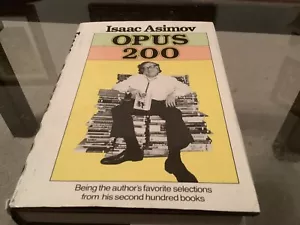 Isaac Asimov
OPUS
200
Being the author's favorite selections
from his second hundred books